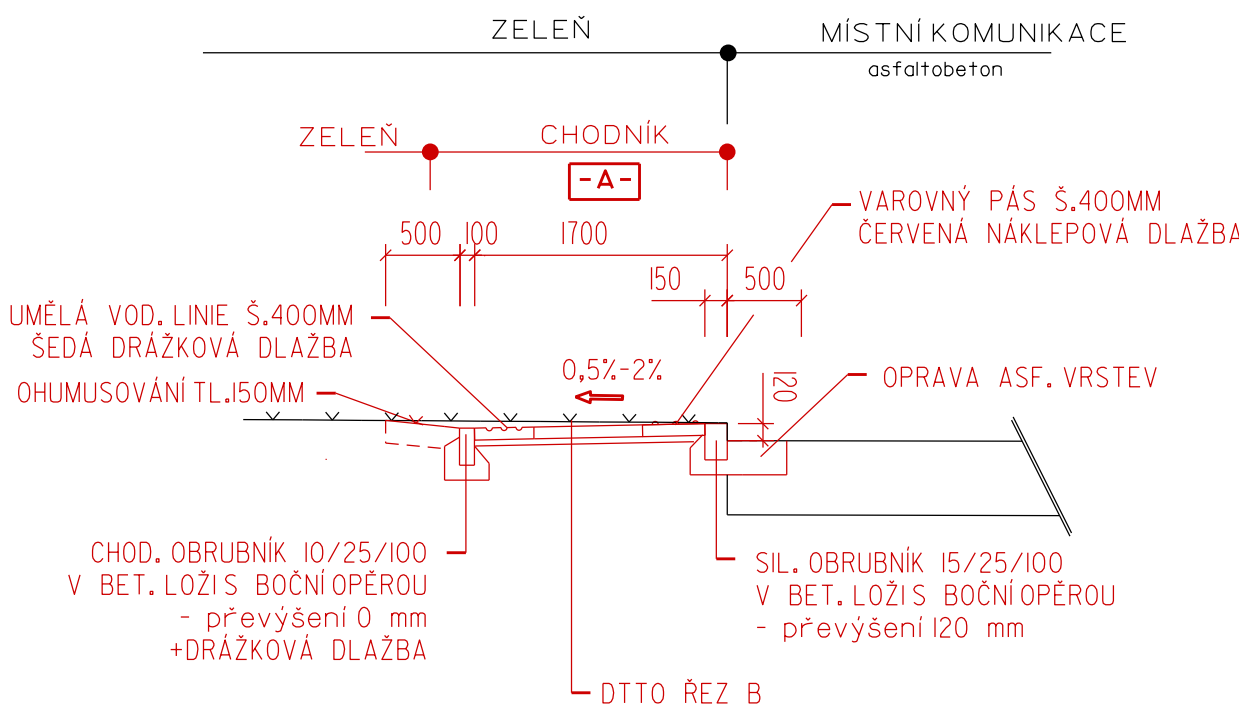 ZELEŇ
MÍSTNÍ KOMUNIKACE
asfaltobeton
ZELEŇ
CHODNÍK
-A-
VAROVNÝ PÁS Š.400MM
ČERVENÁ NÁKLEPOVÁ DLAŽBA
500
100
1700
150
500
UMĚLÁ VOD. LINIE Š.400MM
ŠEDÁ DRÁŽKOVÁ DLAŽBA
0,5%-2%
120
OHUMUSOVÁNÍ TL.150MM
OPRAVA ASF. VRSTEV
CHOD. OBRUBNÍK 10/25/100
V BET. LOŽI S BOČNÍ OPĚROU
- převýšení 0 mm
+DRÁŽKOVÁ DLAŽBA
SIL. OBRUBNÍK 15/25/100
V BET. LOŽI S BOČNÍ OPĚROU
- převýšení 120 mm
DTTO ŘEZ B